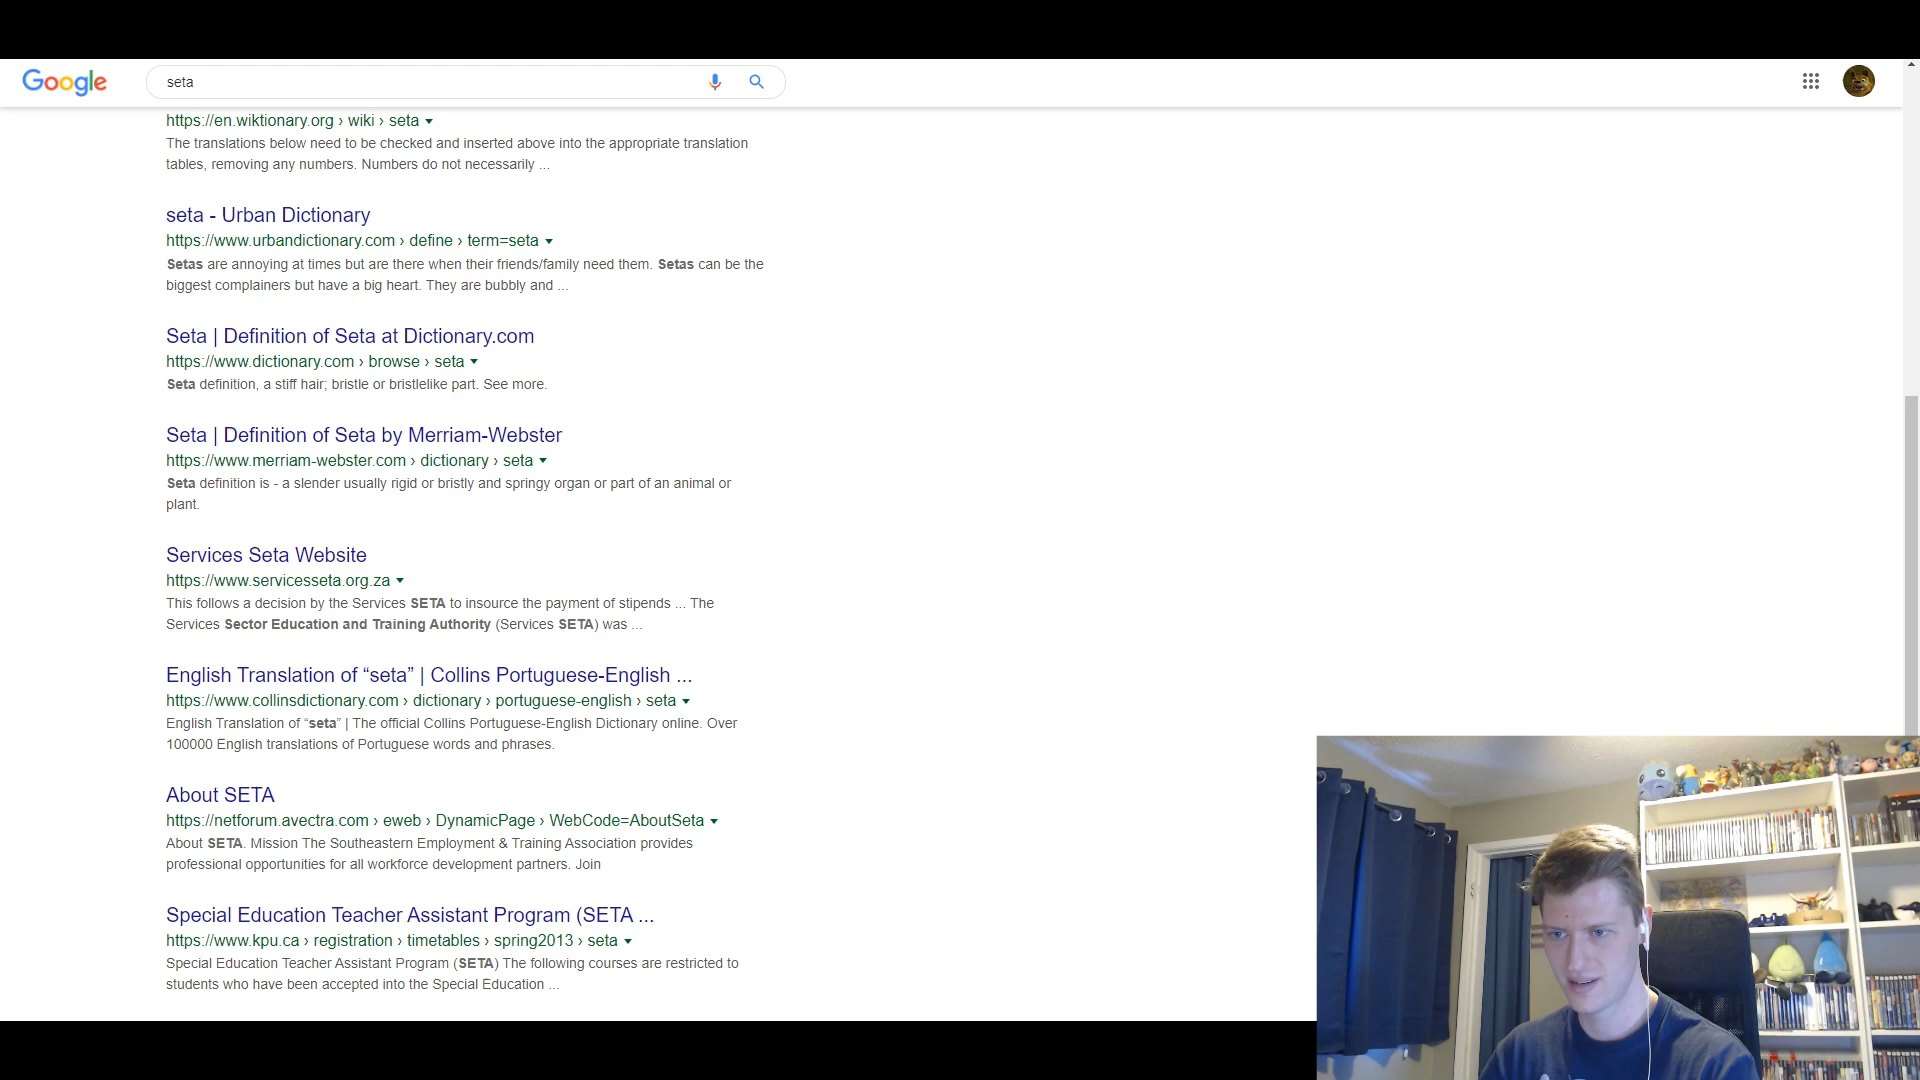 Google
seta
https://en.wiktionary.org › wiki › seta
The translations below need to be checked and inserted above into the appropriate translation
tables, removing any numbers. Numbers do not necessarily ...
seta - Urban Dictionary
https://www.urbandictionary.com › define › term=seta
Setas are annoying at times but are there when their friends/family need them. Setas can be the
biggest complainers but have a big heart. They are bubbly and ...
Seta | Definition of Seta at Dictionary.com
https://www.dictionary.com › browse › seta
Seta definition, a stiff hair; bristle or bristlelike part. See more.
Seta | Definition of Seta by Merriam-Webster
https://www.merriam-webster.com › dictionary › seta
Seta definition is - a slender usually rigid or bristly and springy organ or part of an animal or
plant.
Services Seta Website
https://www.servicesseta.org.za
This follows a decision by the Services SETA to insource the payment of stipends ... The
Services Sector Education and Training Authority (Services SETA) was ...
English Translation of “seta” | Collins Portuguese-English ...
https://www.collinsdictionary.com › dictionary › portuguese-english › seta
English Translation of “seta” | The official Collins Portuguese-English Dictionary online. Over
100000 English translations of Portuguese words and phrases.
About SETA
https://netforum.avectra.com › eweb › DynamicPage › WebCode=AboutSeta
About SETA. Mission The Southeastern Employment & Training Association provides
professional opportunities for all workforce development partners. Join
Special Education Teacher Assistant Program (SETA ...
https://www.kpu.ca › registration › timetables › spring2013 › seta
Special Education Teacher Assistant Program (SETA) The following courses are restricted to
students who have been accepted into the Special Education ...